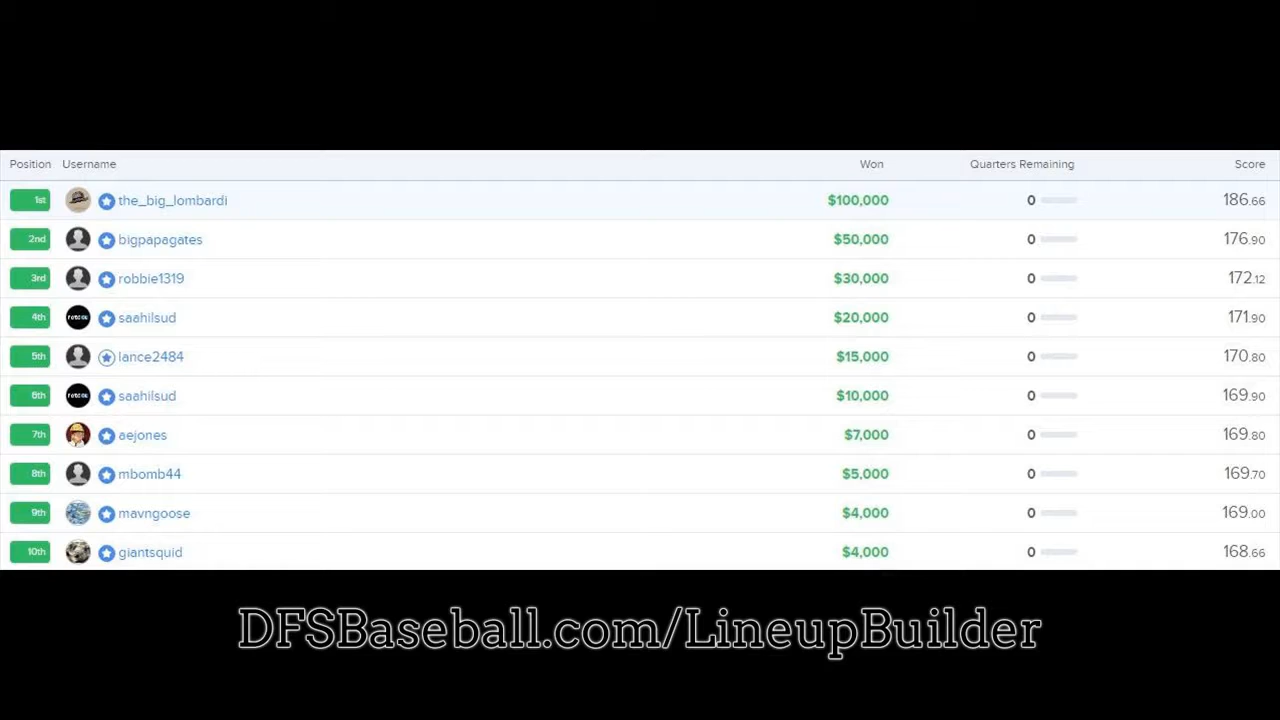 Position Username Won Quarters Remaining Score
1st the_big_lombardi $100,000 0 186.66
2nd bigpapagates $50,000 0 176.90
3rd robbie1319 $30,000 0 172.12
4th saahilsud $20,000 0 171.90
5th lance2484 $15,000 0 170.80
6th saahilsud $10,000 0 169.90
7th aejones $7,000 0 169.80
8th mbomb44 $5,000 0 169.70
9th mavngoose $4,000 0 169.00
10th giantsquid $4,000 0 168.66
DFSBaseball.com/LineupBuilder